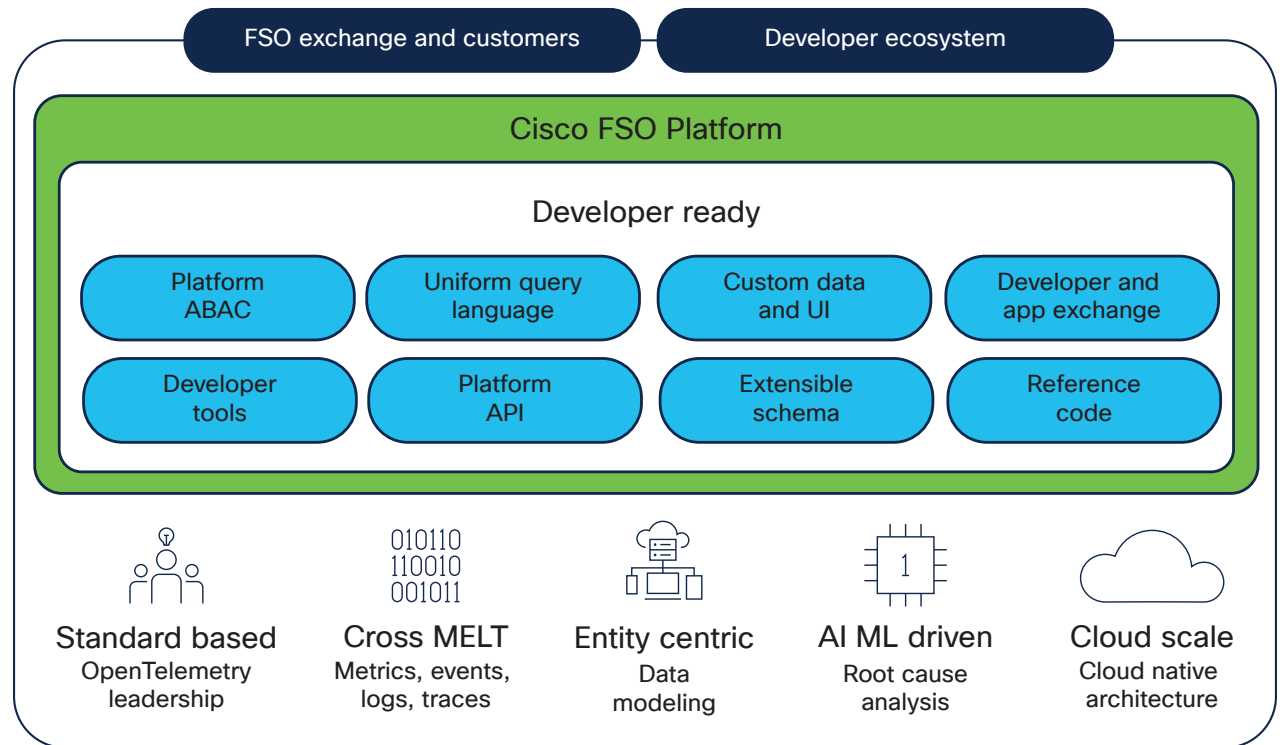 FSO exchange and customers
Developer ecosystem
Cisco FSO Platform
Developer ready
Platform
ABAC
Uniform query
language
Custom data
and UI
Developer and
app exchange
Developer
tools
Platform
API
Extensible
schema
Reference
code
010110
110010
001011
1
Standard based
OpenTelemetry
leadership
Cross MELT
Metrics, events,
logs, traces
Entity centric
Data
modeling
AI ML driven
Root cause
analysis
Cloud scale
Cloud native
architecture